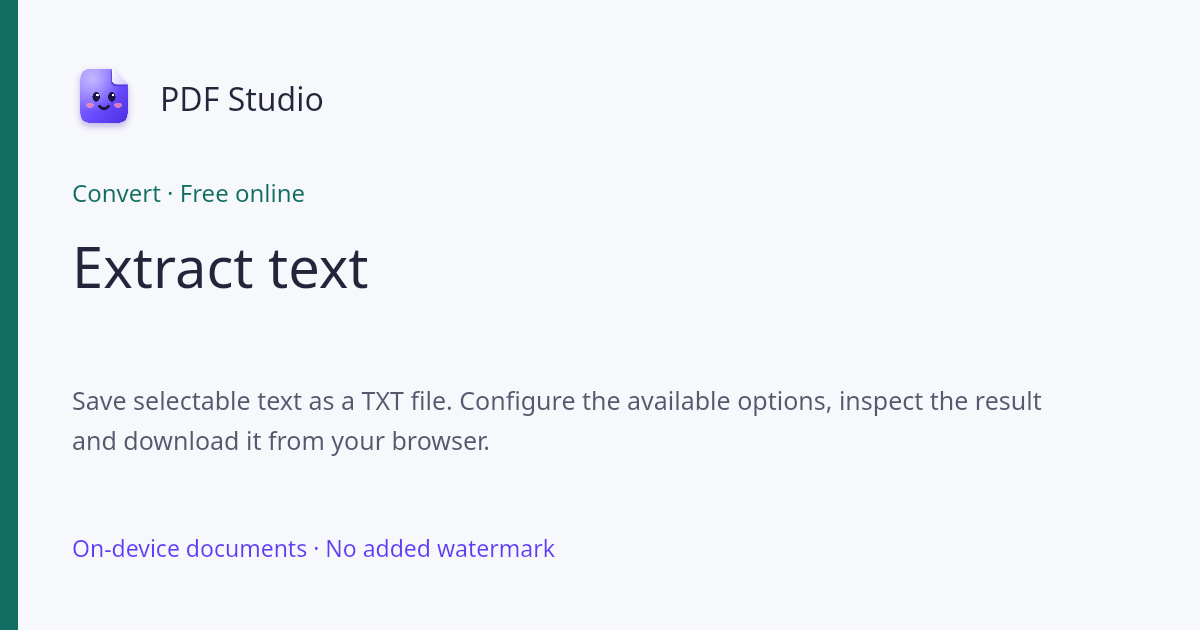 PDF Studio
Convert · Free online
Extract text
Save selectable text as a TXT file. Configure the available options, inspect the result
and download it from your browser.
On-device documents · No added watermark